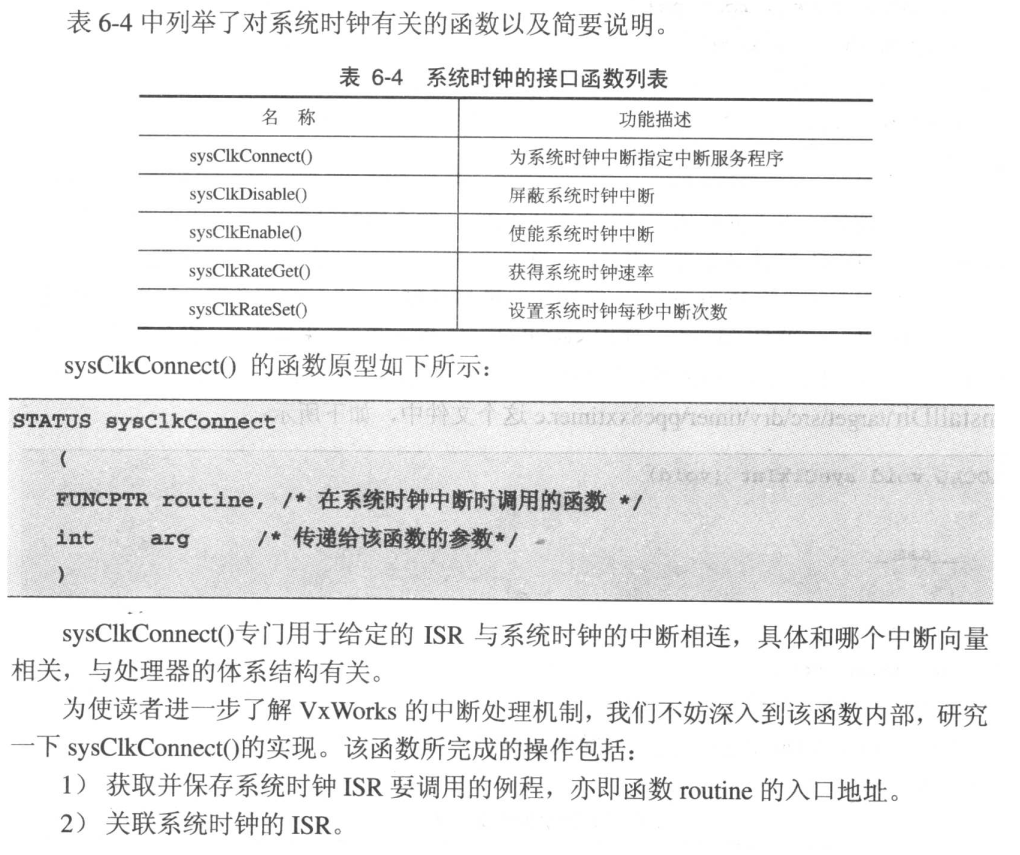 表 6-4 中列举了对系统时钟有关的函数以及简要说明。
表 6-4 系统时钟的接口函数列表
名 称 功能描述
sysClkConnect() 为系统时钟中断指定中断服务程序
sysClkDisable() 屏蔽系统时钟中断
sysClkEnable() 使能系统时钟中断
sysClkRateGet() 获得系统时钟速率
sysClkRateSet() 设置系统时钟每秒中断次数
sysClkConnect() 的函数原型如下所示：
STATUS sysClkConnect
(
FUNCPTR routine, /* 在系统时钟中断时调用的函数 */
int arg /* 传递给该函数的参数*/
)
sysClkConnect()专门用于给定的 ISR 与系统时钟的中断相连，具体和哪个中断向量
相关，与处理器的体系结构有关。
为使读者进一步了解 VxWorks 的中断处理机制，我们不妨深入到该函数内部，研究
一下 sysClkConnect()的实现。该函数所完成的操作包括：
1） 获取并保存系统时钟 ISR 要调用的例程，亦即函数 routine 的入口地址。
2） 关联系统时钟的 ISR。